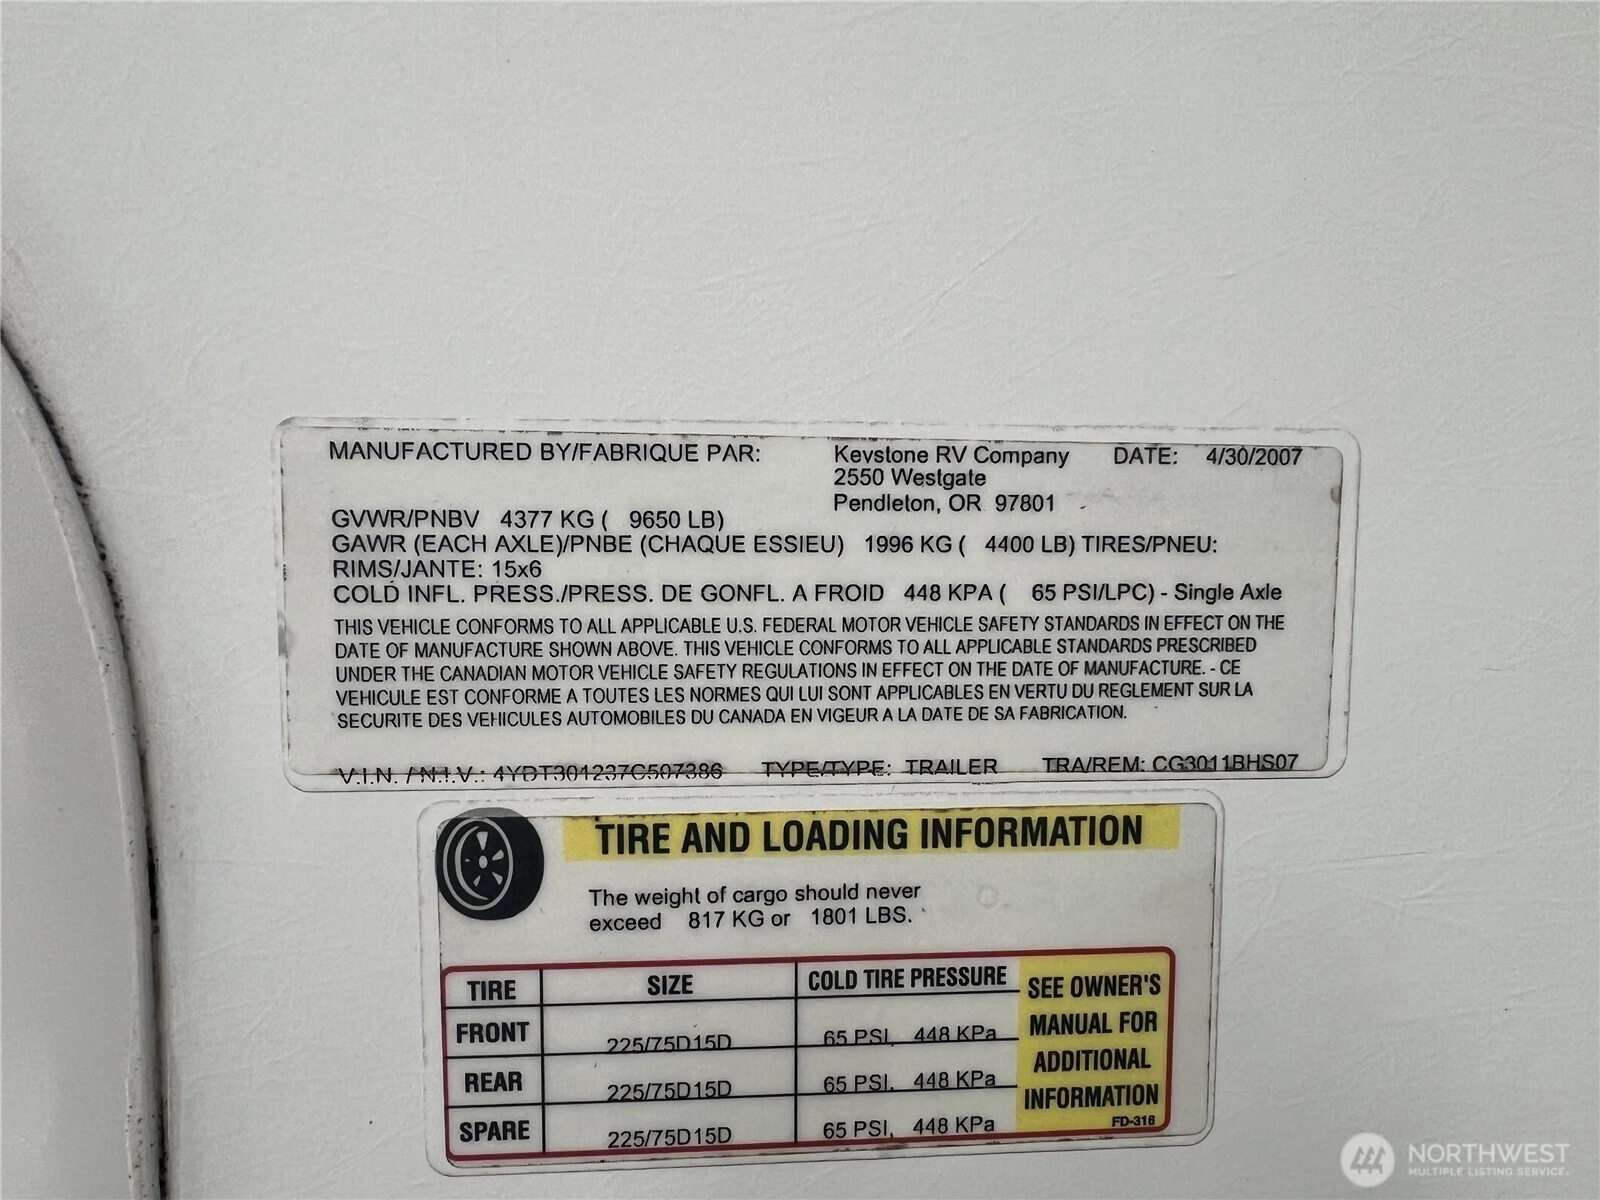 MANUFACTURED BY/FABRIQUE PAR: Keystone RV Company DATE: 4/30/2007
2550 Westgate
Pendleton, OR 97801
GVWR/PNBV 4377 KG ( 9650 LB)
GAWR (EACH AXLE)/PNBE (CHAQUE ESSIEU) 1996 KG ( 4400 LB) TIRES/PNEU:
RIMS/JANTE: 15x6
COLD INFL. PRESS./PRESS. DE GONFL. A FROID 448 KPA ( 65 PSI/LPC) - Single Axle
THIS VEHICLE CONFORMS TO ALL APPLICABLE U.S. FEDERAL MOTOR VEHICLE SAFETY STANDARDS IN EFFECT ON THE
DATE OF MANUFACTURE SHOWN ABOVE. THIS VEHICLE CONFORMS TO ALL APPLICABLE STANDARDS PRESCRIBED
UNDER THE CANADIAN MOTOR VEHICLE SAFETY REGULATIONS IN EFFECT ON THE DATE OF MANUFACTURE. - CE
VEHICULE EST CONFORME A TOUTES LES NORMES QUI LUI SONT APPLICABLES EN VERTU DU REGLEMENT SUR LA
SECURITE DES VEHICULES AUTOMOBILES DU CANADA EN VIGEUR A LA DATE DE SA FABRICATION.
V.I.N. / N.I.V.: 4YDT301237C507386 TYPE/TYPE: TRAILER TRA/REM: CG3011BHS07
TIRE AND LOADING INFORMATION
The weight of cargo should never
exceed 817 KG or 1801 LBS.
TIRE SIZE COLD TIRE PRESSURE
FRONT 225/75D15D 65 PSI, 448 KPa
REAR 225/75D15D 65 PSI, 448 KPa
SPARE 225/75D15D 65 PSI, 448 KPa
SEE OWNER'S
MANUAL FOR
ADDITIONAL
INFORMATION
FD-316
NORTHWEST
MULTIPLE LISTING SERVICE.